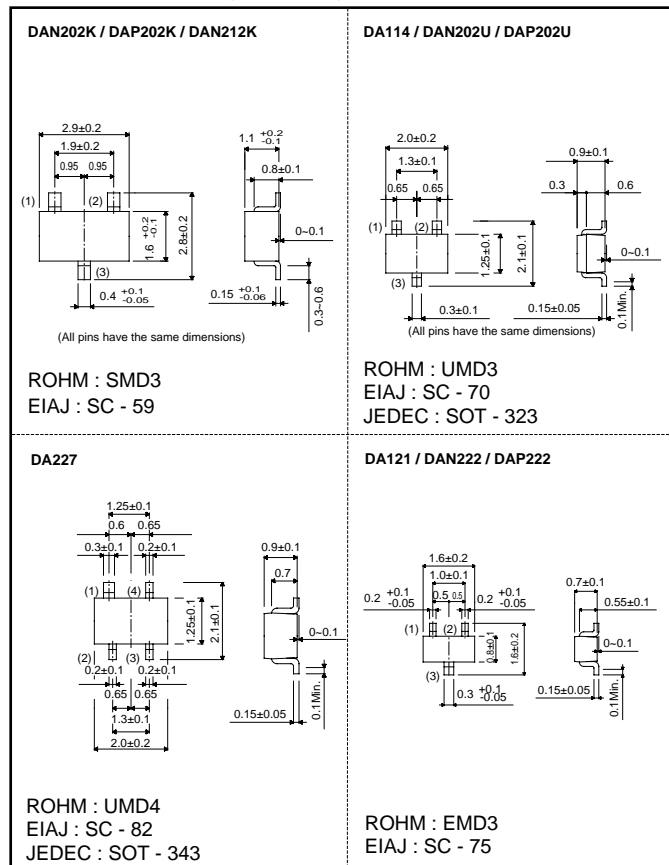 DAN202K / DAP202K / DAN212K
2.9±0.2
1.9±0.2
0.95 0.95
(1) (2)
(3)
1.6 +0.2 -0.1
2.8±0.2
0.4 +0.1 -0.05
1.1 +0.2 -0.1
0.8±0.1
0~0.1
0.15 +0.1 -0.06
0.3~0.6
(All pins have the same dimensions)
ROHM : SMD3
EIAJ : SC - 59
DA114 / DAN202U / DAP202U
2.0±0.2
1.3±0.1
0.65 0.65
(1) (2)
(3)
1.25±0.1
2.1±0.1
0.3±0.1
0.9±0.1
0.3 0.6
0~0.1
0.15±0.05
0.1Min.
(All pins have the same dimensions)
ROHM : UMD3
EIAJ : SC - 70
JEDEC : SOT - 323
DA227
1.25±0.1
0.6 0.65
0.3±0.1 0.2±0.1
(1) (4)
(2) (3)
1.25±0.1
2.1±0.1
0.2±0.1 0.2±0.1
0.65 0.65
1.3±0.1
2.0±0.2
0.9±0.1
0.7
0~0.1
0.15±0.05
0.1Min.
ROHM : UMD4
EIAJ : SC - 82
JEDEC : SOT - 343
DA121 / DAN222 / DAP222
1.6±0.2
1.0±0.1
0.2 +0.1 -0.05 0.5 0.5 0.2 +0.1 -0.05
(1) (2)
(3)
0.8±0.1
1.6±0.2
0.3 +0.1 -0.05
0.7±0.1
0.55±0.1
0~0.1
0.15±0.05
0.1Min.
ROHM : EMD3
EIAJ : SC - 75